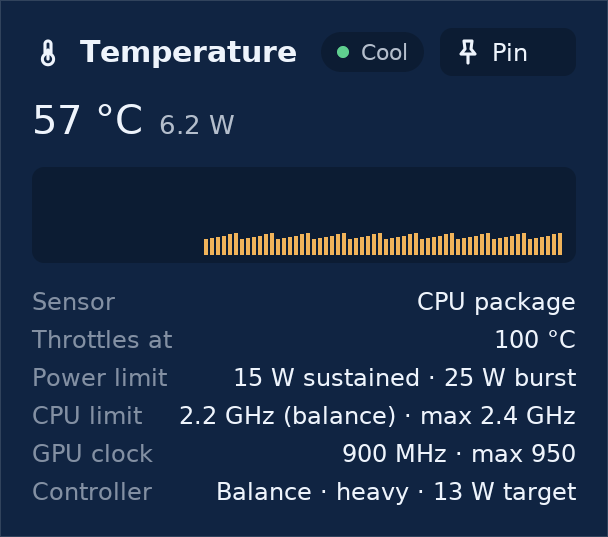 Temperature Cool Pin
57 °C 6.2 W
Sensor CPU package
Throttles at 100 °C
Power limit 15 W sustained · 25 W burst
CPU limit 2.2 GHz (balance) · max 2.4 GHz
GPU clock 900 MHz · max 950
Controller Balance · heavy · 13 W target